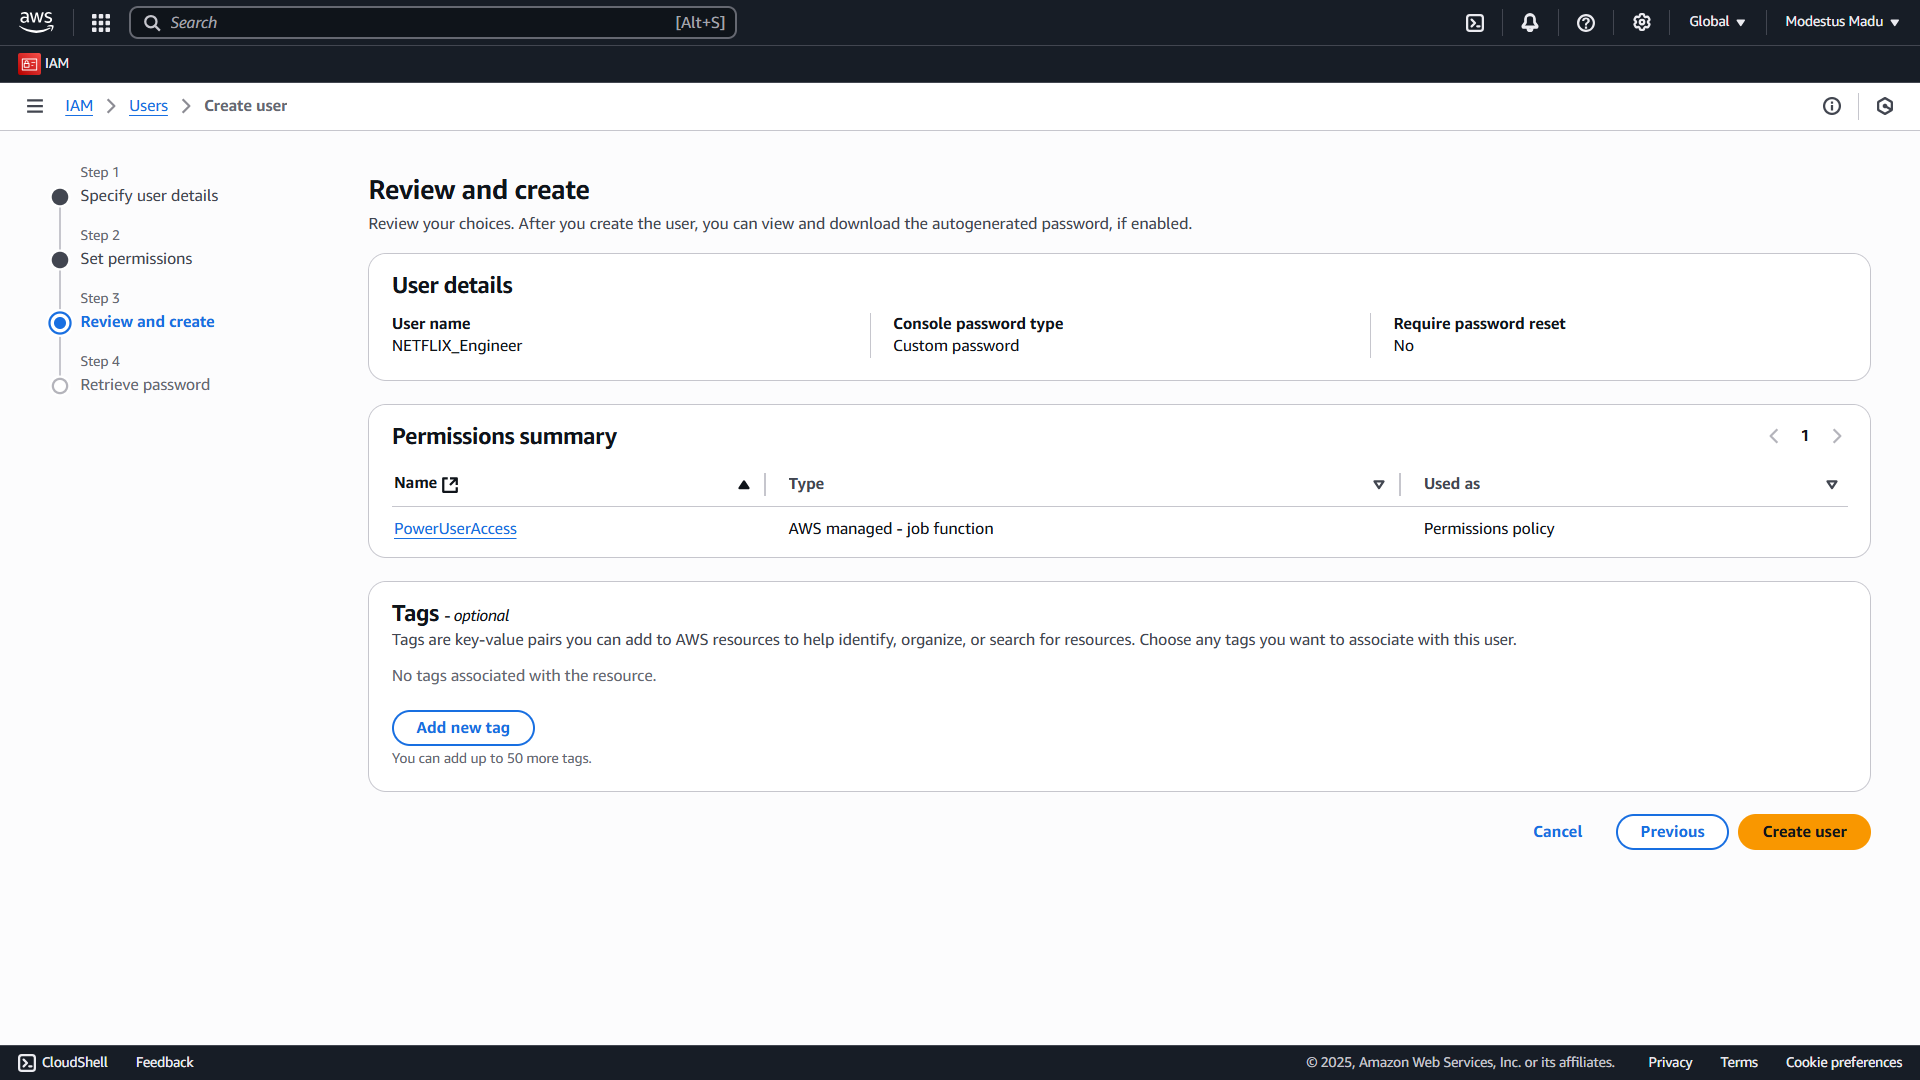 aws
Search [Alt+S]
Global
Modestus Madu
IAM
IAM Users Create user
Step 1
Specify user details
Step 2
Set permissions
Step 3
Review and create
Step 4
Retrieve password
Review and create
Review your choices. After you create the user, you can view and download the autogenerated password, if enabled.
User details
User name
NETFLIX_Engineer
Console password type
Custom password
Require password reset
No
Permissions summary
1
Name Type Used as
PowerUserAccess AWS managed - job function Permissions policy
Tags - optional
Tags are key-value pairs you can add to AWS resources to help identify, organize, or search for resources. Choose any tags you want to associate with this user.
No tags associated with the resource.
Add new tag
You can add up to 50 more tags.
Cancel Previous Create user
CloudShell Feedback © 2025, Amazon Web Services, Inc. or its affiliates. Privacy Terms Cookie preferences